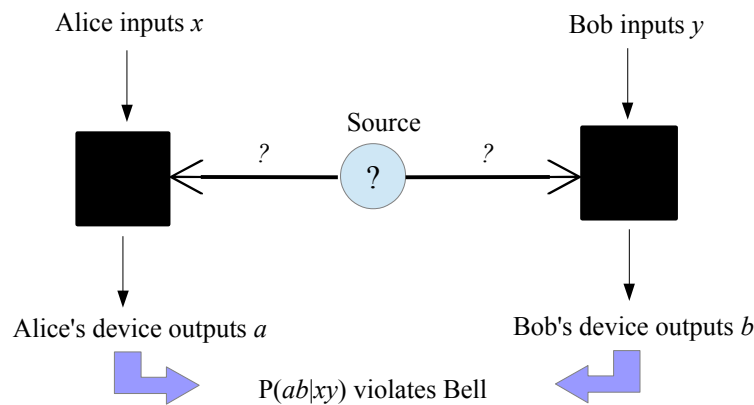 Alice inputs x
Bob inputs y
Source
?
?
?
Alice's device outputs a
Bob's device outputs b
P(ab|xy) violates Bell